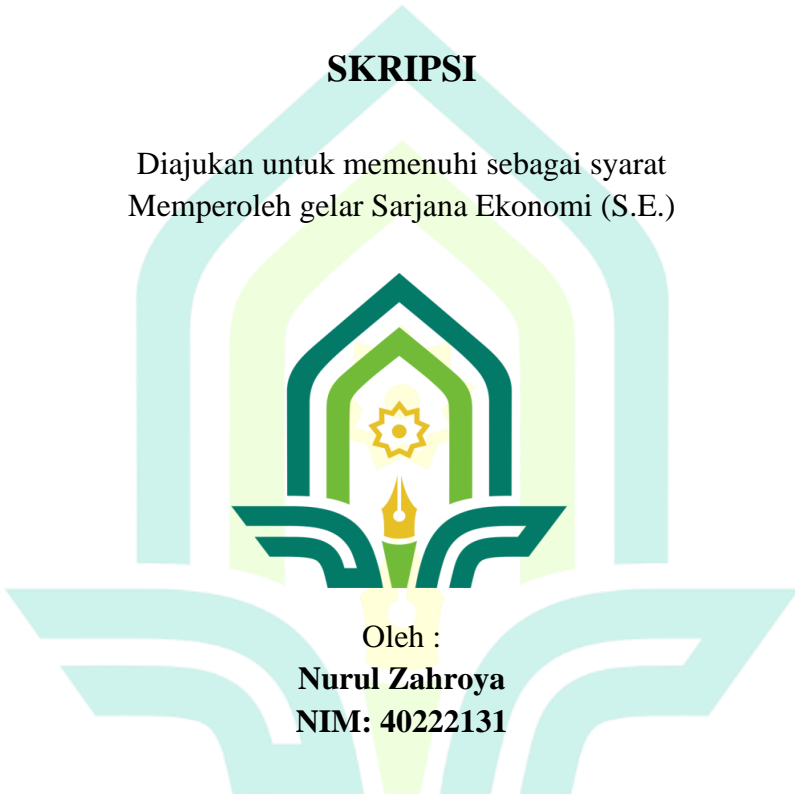 SKRIPSI
Diajukan untuk memenuhi sebagai syarat
Memperoleh gelar Sarjana Ekonomi (S.E.)
Oleh :
Nurul Zahroya
NIM: 40222131